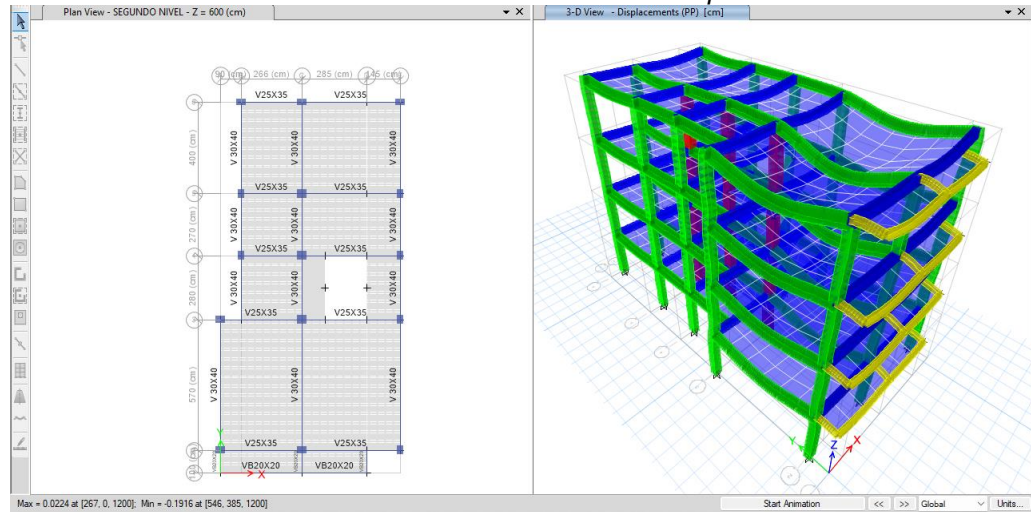 Plan View - SEGUNDO NIVEL - Z = 600 (cm)
3-D View - Displacements (PP) [cm]
266 (cm)
285 (cm)
V25X35
V 30X40
V 30X40
V 30X40
400 (cm)
V25X35
V25X35
V 30X40
V 30X40
V 30X40
270 (cm)
V25X35
V25X35
V 30X40
V 30X40
V 30X40
280 (cm)
V25X35
V25X35
V 30X40
V 30X40
V 30X40
570 (cm)
V25X35
V25X35
VB20X20
VB20X20
Y
X
Z
Y
X
Max = 0.0224 at [267, 0, 1200]; Min = -0.1916 at [546, 385, 1200]
Start Animation
<<
>>
Global
Units...